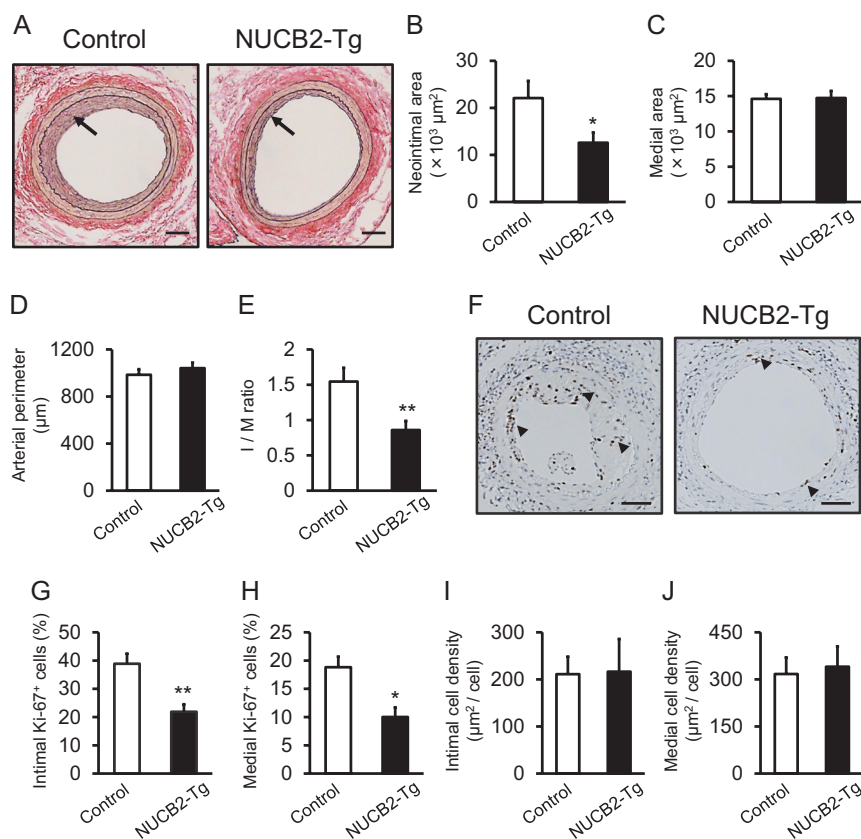 A
Control
NUCB2-Tg
B
Neointimal area
( × 10³ μm²)
30
20
10
0
*
Control
NUCB2-Tg
C
Medial area
( × 10³ μm²)
20
15
10
5
0
Control
NUCB2-Tg
D
Arterial perimeter
(μm)
1200
900
600
300
0
Control
NUCB2-Tg
E
I / M ratio
2
1.5
1
0.5
0
**
Control
NUCB2-Tg
F
Control
NUCB2-Tg
G
Intimal Ki-67⁺ cells (%)
50
40
30
20
10
0
**
Control
NUCB2-Tg
H
Medial Ki-67⁺ cells (%)
25
20
15
10
5
0
*
Control
NUCB2-Tg
I
Intimal cell density
(μm² / cell)
300
200
100
0
Control
NUCB2-Tg
J
Medial cell density
(μm² / cell)
450
300
150
0
Control
NUCB2-Tg